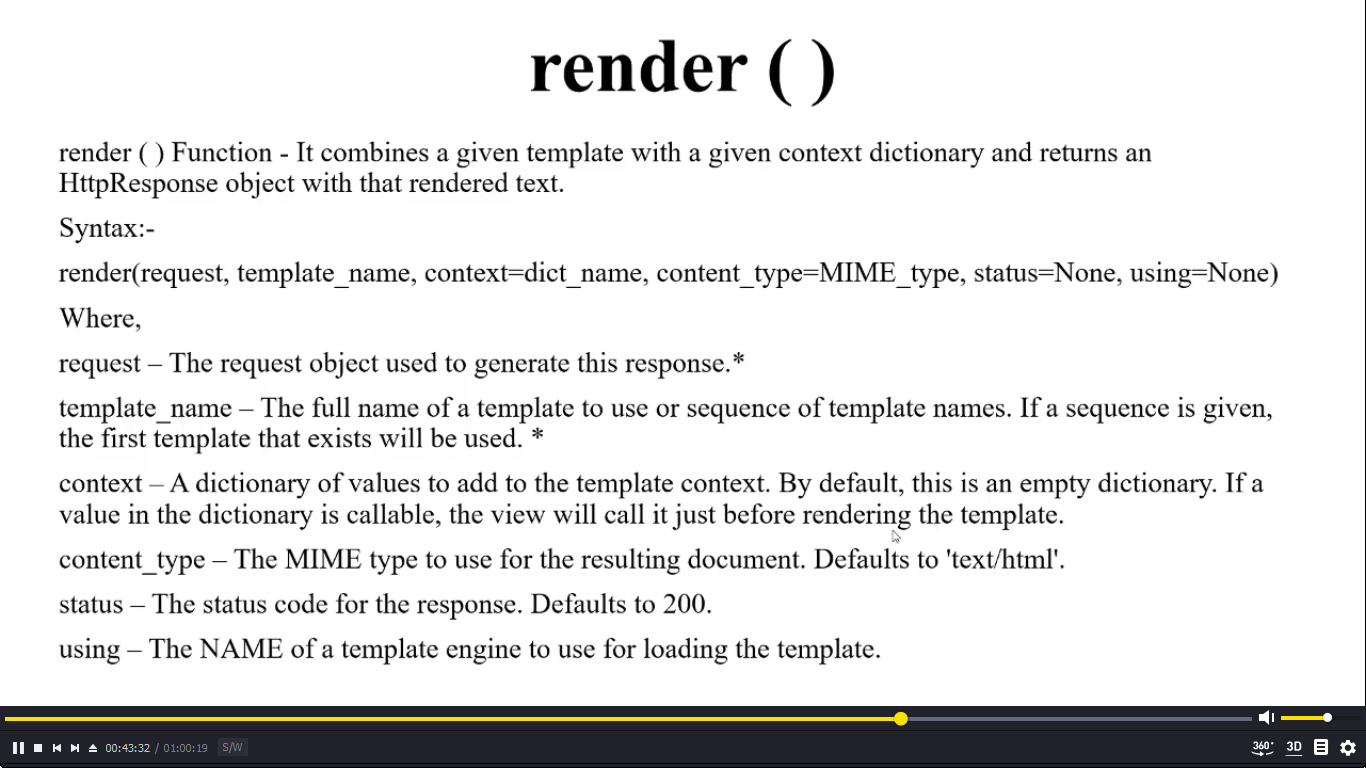 render ( )
render ( ) Function - It combines a given template with a given context dictionary and returns an
HttpResponse object with that rendered text.
Syntax:-
render(request, template_name, context=dict_name, content_type=MIME_type, status=None, using=None)
Where,
request – The request object used to generate this response.*
template_name – The full name of a template to use or sequence of template names. If a sequence is given,
the first template that exists will be used. *
context – A dictionary of values to add to the template context. By default, this is an empty dictionary. If a
value in the dictionary is callable, the view will call it just before rendering the template.
content_type – The MIME type to use for the resulting document. Defaults to 'text/html'.
status – The status code for the response. Defaults to 200.
using – The NAME of a template engine to use for loading the template.
00:43:32 / 01:00:19 S/W 360° 3D